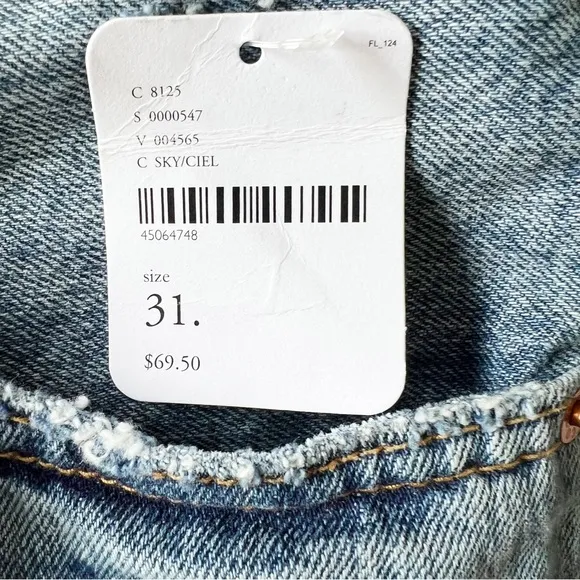 FL_124
C 8125
S 0000547
V 004565
C SKY/CIEL
45064748
size
31.
$69.50